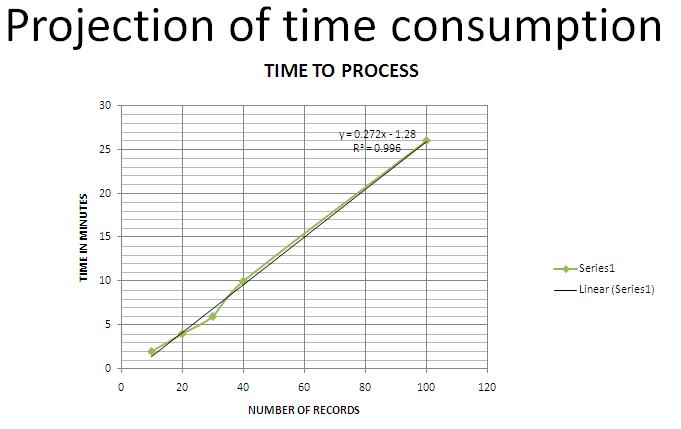 Projection of time consumption
TIME TO PROCESS
30
25
20
15
10
5
0
TIME IN MINUTES
y = 0.272x - 1.28
R² = 0.996
0 20 40 60 80 100 120
NUMBER OF RECORDS
Series1
Linear (Series1)